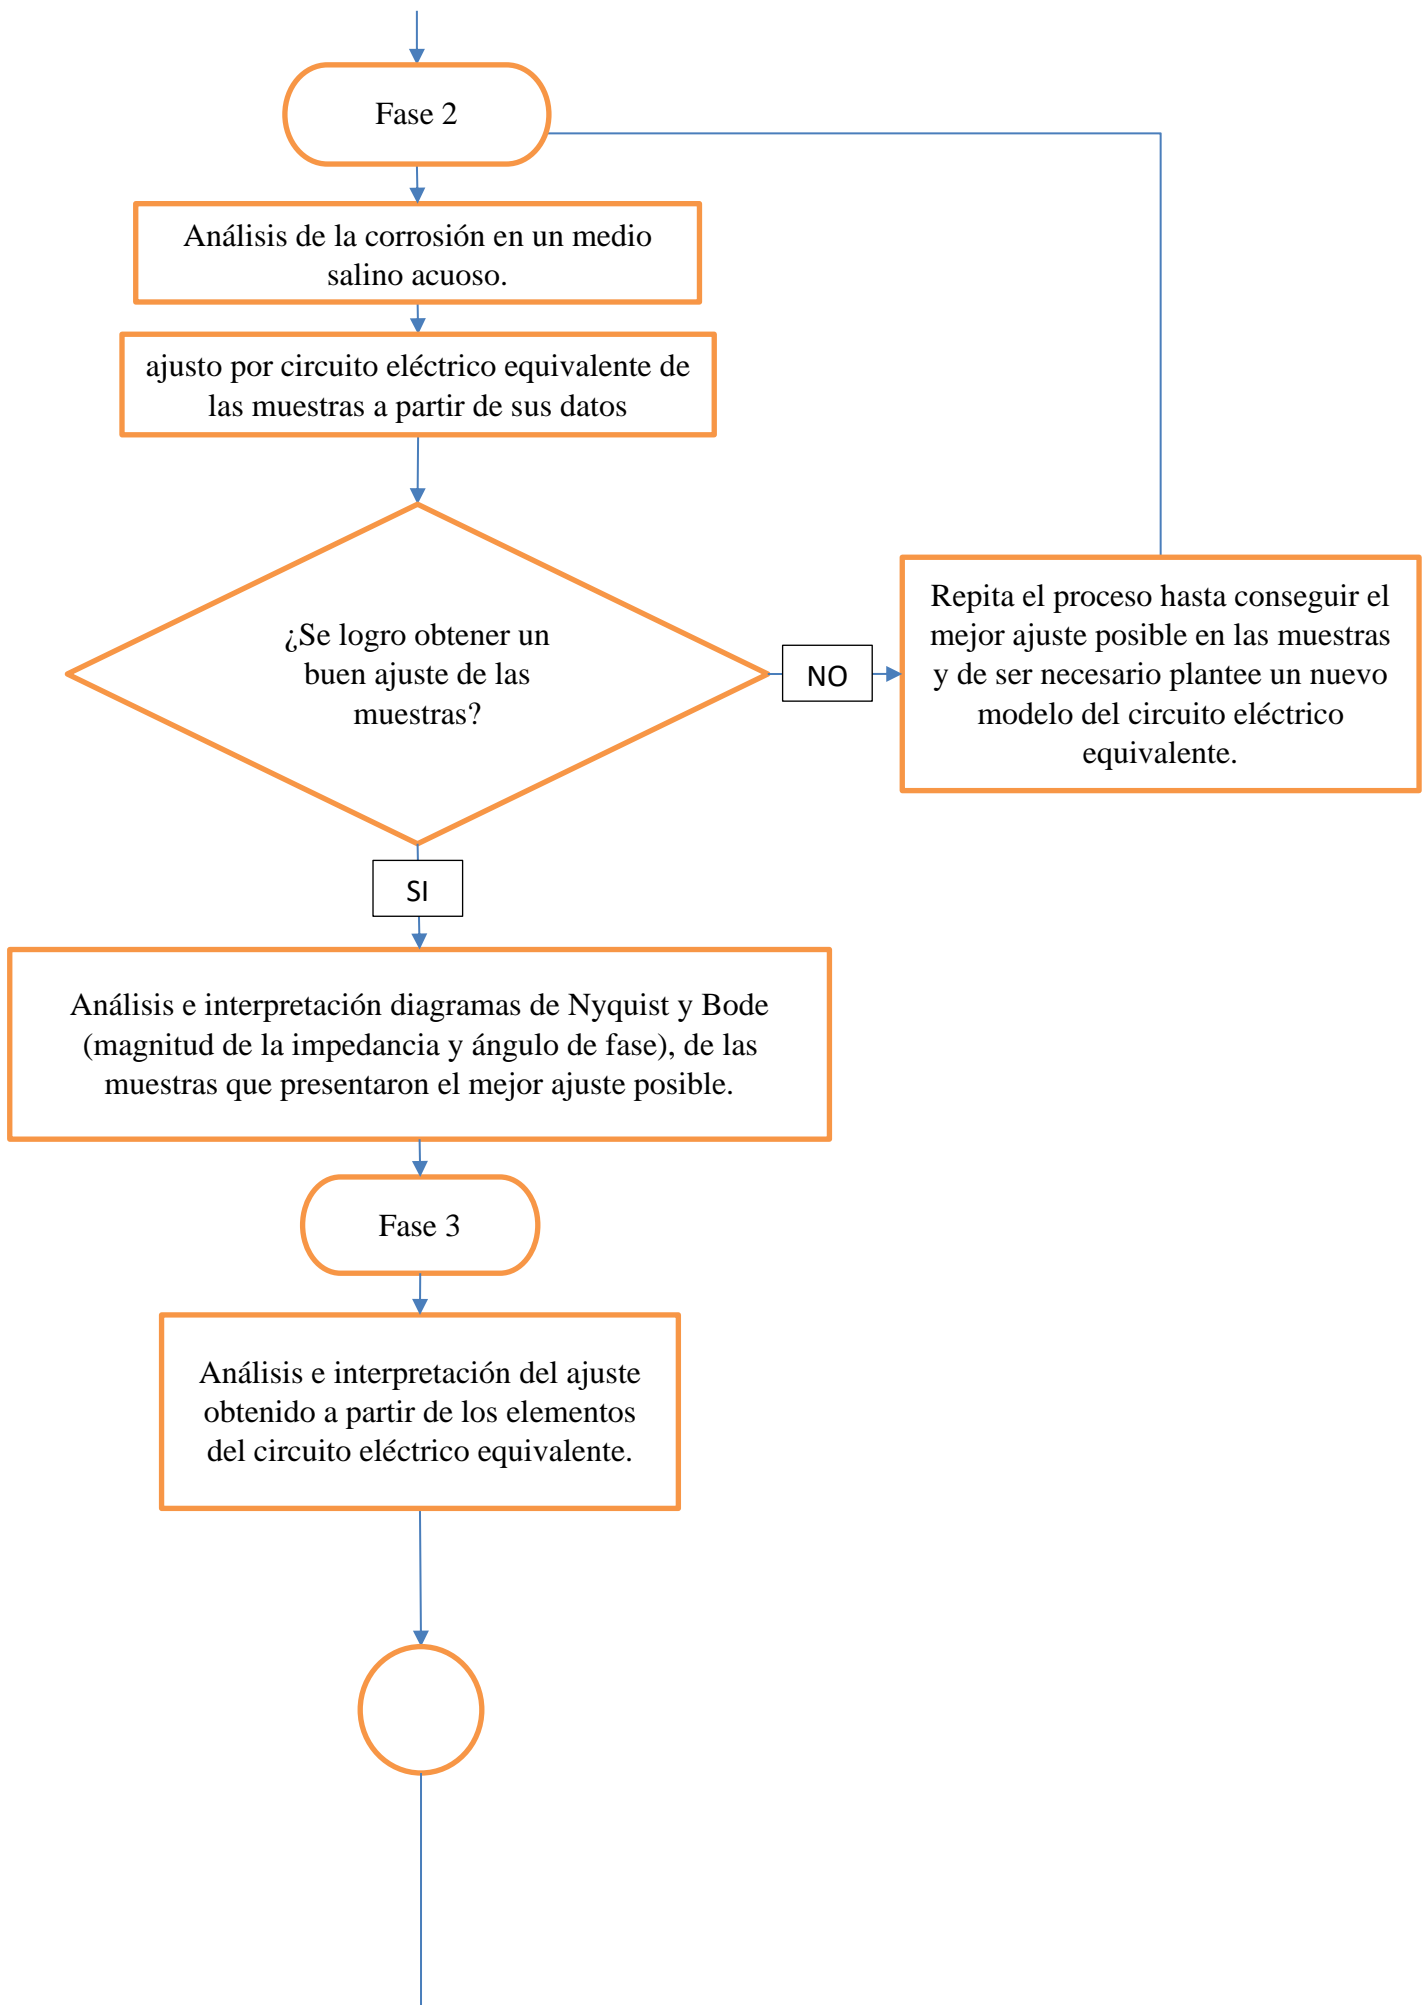 Fase 2
Análisis de la corrosión en un medio
salino acuoso.
ajusto por circuito eléctrico equivalente de
las muestras a partir de sus datos
¿Se logro obtener un
buen ajuste de las
muestras?
NO
Repita el proceso hasta conseguir el
mejor ajuste posible en las muestras
y de ser necesario plantee un nuevo
modelo del circuito eléctrico
equivalente.
SI
Análisis e interpretación diagramas de Nyquist y Bode
(magnitud de la impedancia y ángulo de fase), de las
muestras que presentaron el mejor ajuste posible.
Fase 3
Análisis e interpretación del ajuste
obtenido a partir de los elementos
del circuito eléctrico equivalente.